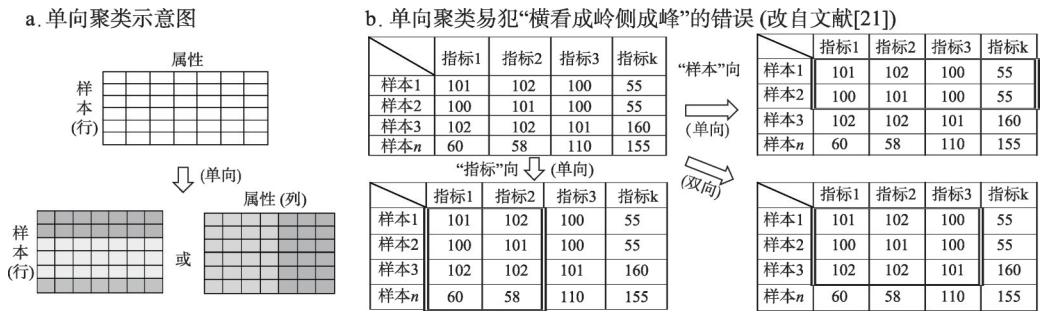 a. 单向聚类示意图
属性
样
本
(行)
(单向)
属性 (列)
样
本
(行)
或
b. 单向聚类易犯“横看成岭侧成峰”的错误 (改自文献[21])
指标1 指标2 指标3 指标k
样本1 101 102 100 55
样本2 100 101 100 55
样本3 102 102 101 160
样本n 60 58 110 155
“样本”向
(单向)
指标1 指标2 指标3 指标k
样本1 101 102 100 55
样本2 100 101 100 55
样本3 102 102 101 160
样本n 60 58 110 155
“指标”向 (单向)
(双向)
指标1 指标2 指标3 指标k
样本1 101 102 100 55
样本2 100 101 100 55
样本3 102 102 101 160
样本n 60 58 110 155
指标1 指标2 指标3 指标k
样本1 101 102 100 55
样本2 100 101 100 55
样本3 102 102 101 160
样本n 60 58 110 155